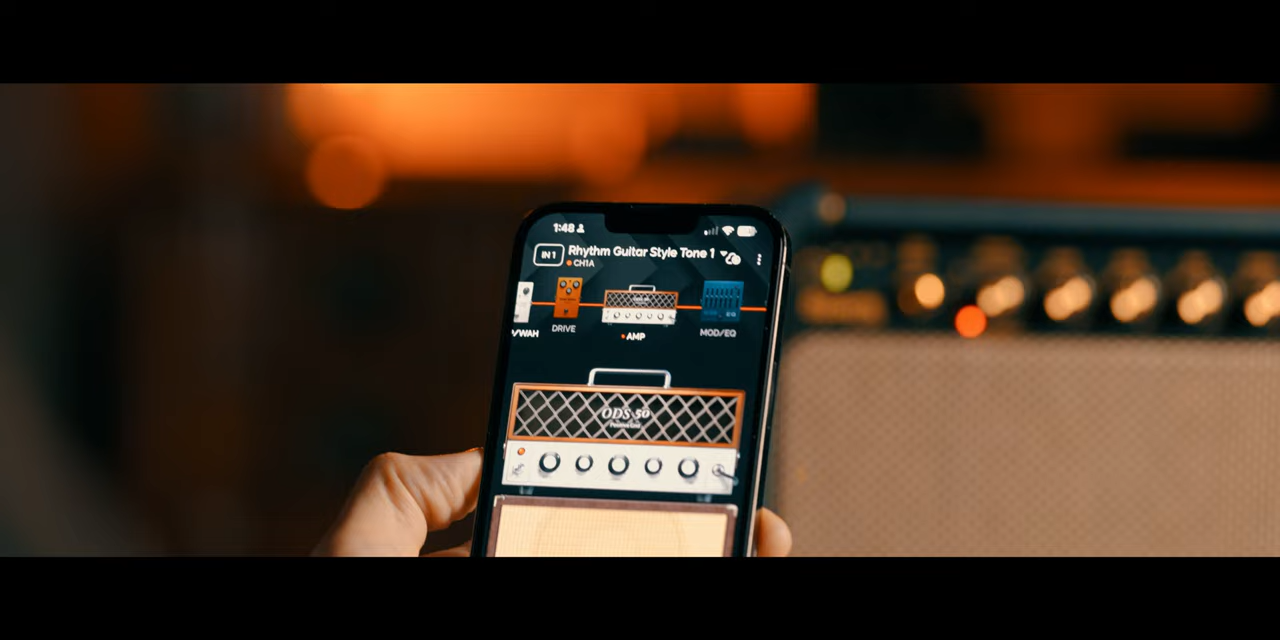 1:48
IN 1
Rhythm Guitar Style Tone 1
CH1A
/WAH
DRIVE
AMP
MOD/EQ
ODS 50